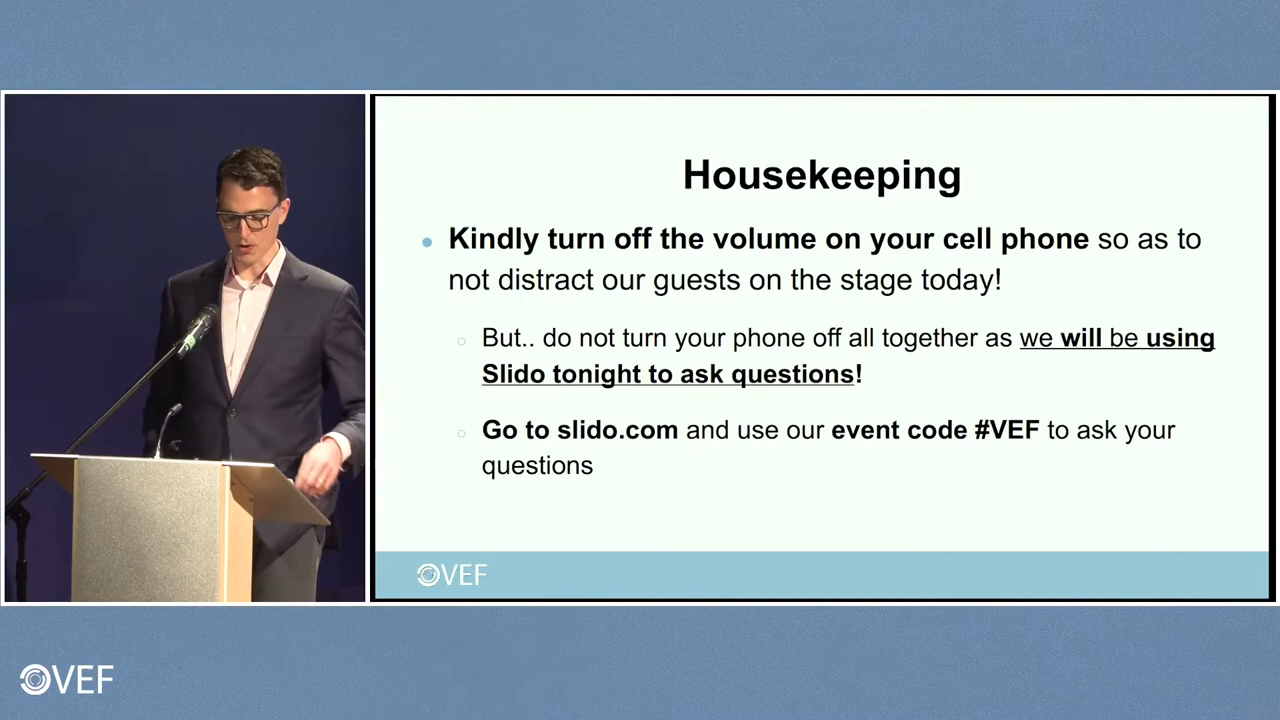 Housekeeping
Kindly turn off the volume on your cell phone so as to
not distract our guests on the stage today!
But.. do not turn your phone off all together as we will be using
Slido tonight to ask questions!
Go to slido.com and use our event code #VEF to ask your
questions
VEF
VEF